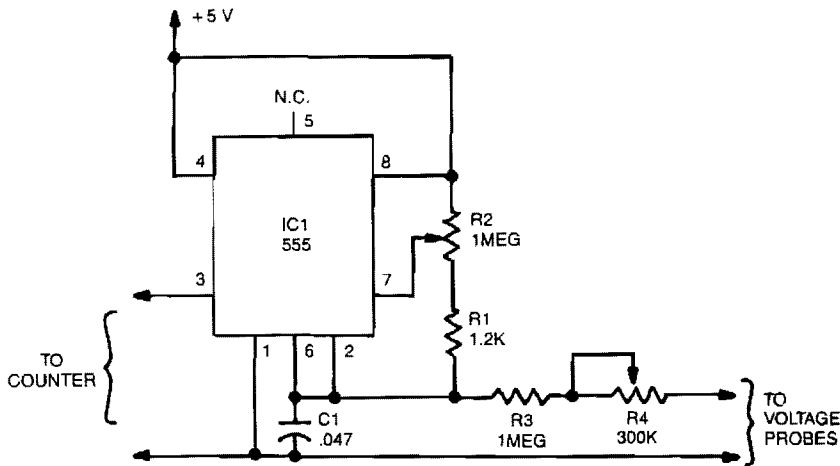 +5 V
N.C.
5
4
8
IC1
555
R2
1MEG
3
7
R1
1.2K
1
6
2
TO
COUNTER
C1
.047
R3
1MEG
R4
300K
TO
VOLTAGE
PROBES